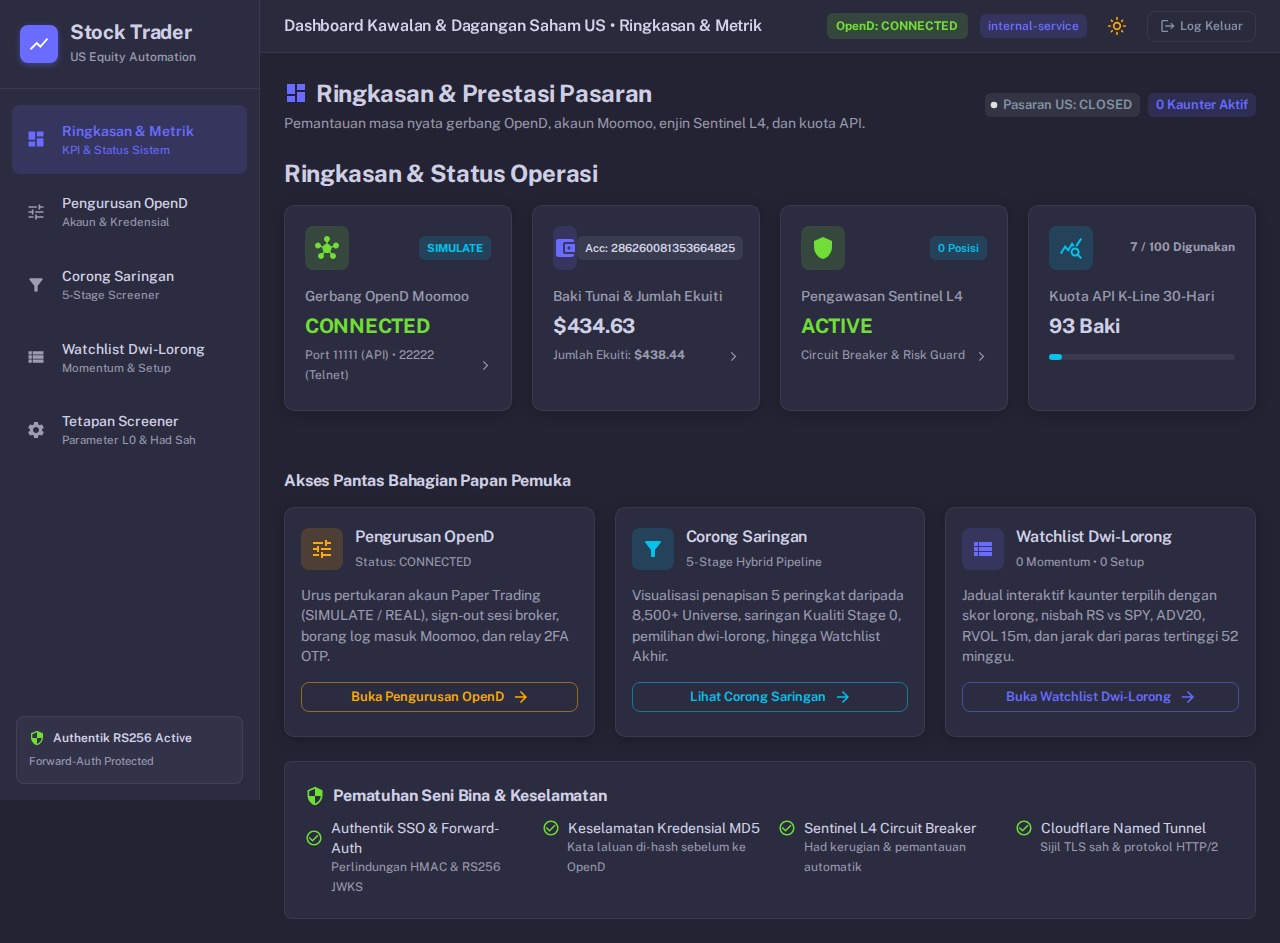 Stock Trader
US Equity Automation
Ringkasan & Metrik
KPI & Status Sistem
Pengurusan OpenD
Akaun & Kredensial
Corong Saringan
5-Stage Screener
Watchlist Dwi-Lorong
Momentum & Setup
Tetapan Screener
Parameter L0 & Had Sah
Authentik RS256 Active
Forward-Auth Protected
Dashboard Kawalan & Dagangan Saham US • Ringkasan & Metrik
OpenD: CONNECTED
internal-service
Log Keluar
Ringkasan & Prestasi Pasaran
Pemantauan masa nyata gerbang OpenD, akaun Moomoo, enjin Sentinel L4, dan kuota API.
Pasaran US: CLOSED
0 Kaunter Aktif
Ringkasan & Status Operasi
SIMULATE
Gerbang OpenD Moomoo
CONNECTED
Port 11111 (API) • 22222
(Telnet)
Acc: 286260081353664825
Baki Tunai & Jumlah Ekuiti
$434.63
Jumlah Ekuiti: $438.44
0 Posisi
Pengawasan Sentinel L4
ACTIVE
Circuit Breaker & Risk Guard
7 / 100 Digunakan
Kuota API K-Line 30-Hari
93 Baki
Akses Pantas Bahagian Papan Pemuka
Pengurusan OpenD
Status: CONNECTED
Urus pertukaran akaun Paper Trading
(SIMULATE / REAL), sign-out sesi broker,
borang log masuk Moomoo, dan relay 2FA
OTP.
Buka Pengurusan OpenD
Corong Saringan
5-Stage Hybrid Pipeline
Visualisasi penapisan 5 peringkat daripada
8,500+ Universe, saringan Kualiti Stage 0,
pemilihan dwi-lorong, hingga Watchlist
Akhir.
Lihat Corong Saringan
Watchlist Dwi-Lorong
0 Momentum • 0 Setup
Jadual interaktif kaunter terpilih dengan
skor lorong, nisbah RS vs SPY, ADV20,
RVOL 15m, dan jarak dari paras tertinggi 52
minggu.
Buka Watchlist Dwi-Lorong
Pematuhan Seni Bina & Keselamatan
Authentik SSO & Forward-
Auth
Perlindungan HMAC & RS256
JWKS
Keselamatan Kredensial MD5
Kata laluan di-hash sebelum ke
OpenD
Sentinel L4 Circuit Breaker
Had kerugian & pemantauan
automatik
Cloudflare Named Tunnel
Sijil TLS sah & protokol HTTP/2